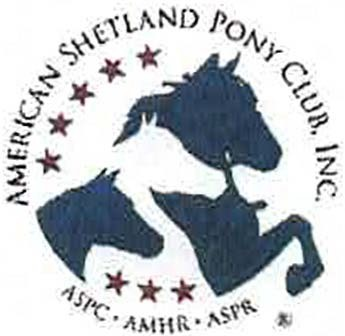 AMERICAN SHETLAND PONY CLUB, INC.
ASPC • AMHR • ASPR
®